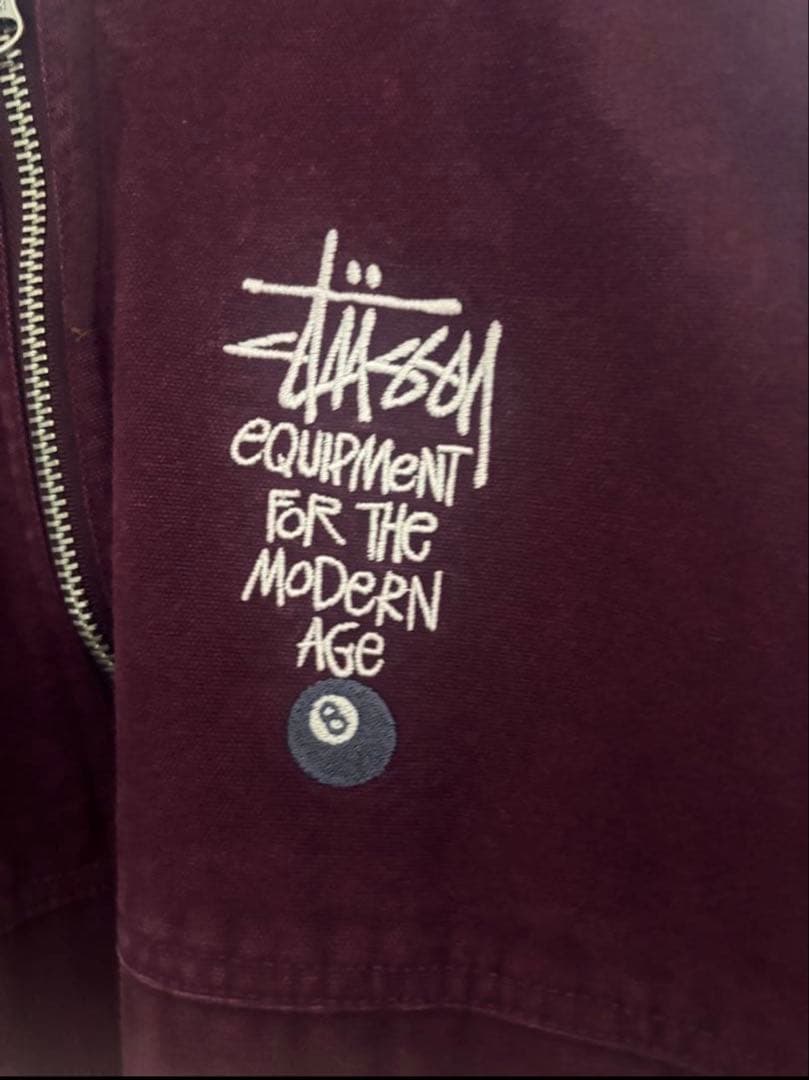 Stüssy
EQUIPMeNT
FOR THe
MODeRN
AGe
8